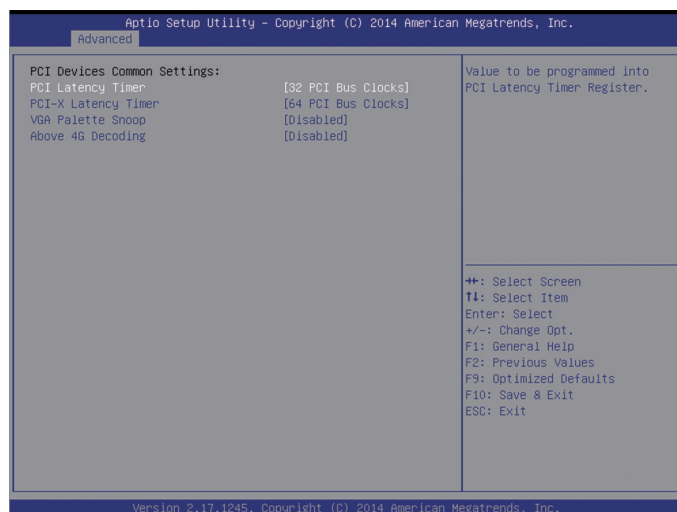 Aptio Setup Utility – Copyright (C) 2014 American Megatrends, Inc.
Advanced
PCI Devices Common Settings:
PCI Latency Timer [32 PCI Bus Clocks]
PCI-X Latency Timer [64 PCI Bus Clocks]
VGA Palette Snoop [Disabled]
Above 4G Decoding [Disabled]
Value to be programmed into
PCI Latency Timer Register.
→←: Select Screen
↑↓: Select Item
Enter: Select
+/-: Change Opt.
F1: General Help
F2: Previous Values
F9: Optimized Defaults
F10: Save & Exit
ESC: Exit
Version 2.17.1245. Copyright (C) 2014 American Megatrends, Inc.